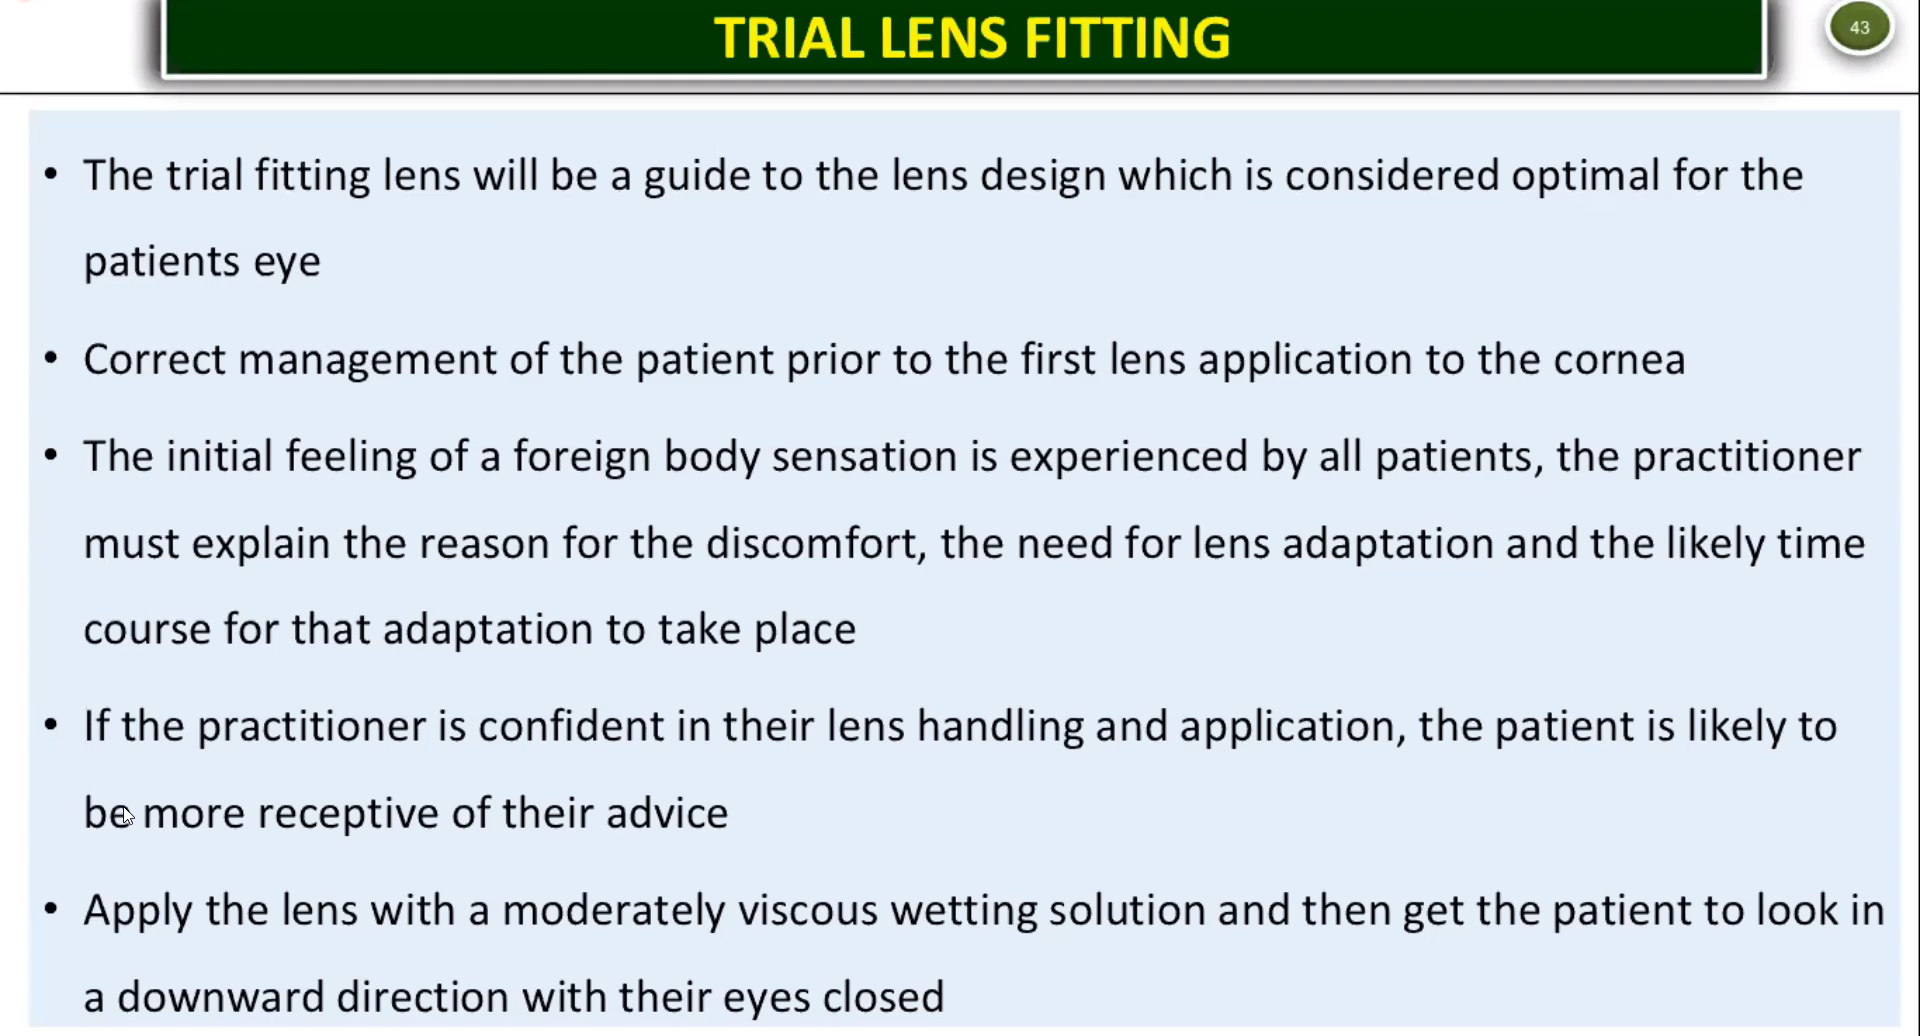 TRIAL LENS FITTING
43
• The trial fitting lens will be a guide to the lens design which is considered optimal for the
patients eye
• Correct management of the patient prior to the first lens application to the cornea
• The initial feeling of a foreign body sensation is experienced by all patients, the practitioner
must explain the reason for the discomfort, the need for lens adaptation and the likely time
course for that adaptation to take place
• If the practitioner is confident in their lens handling and application, the patient is likely to
be more receptive of their advice
• Apply the lens with a moderately viscous wetting solution and then get the patient to look in
a downward direction with their eyes closed